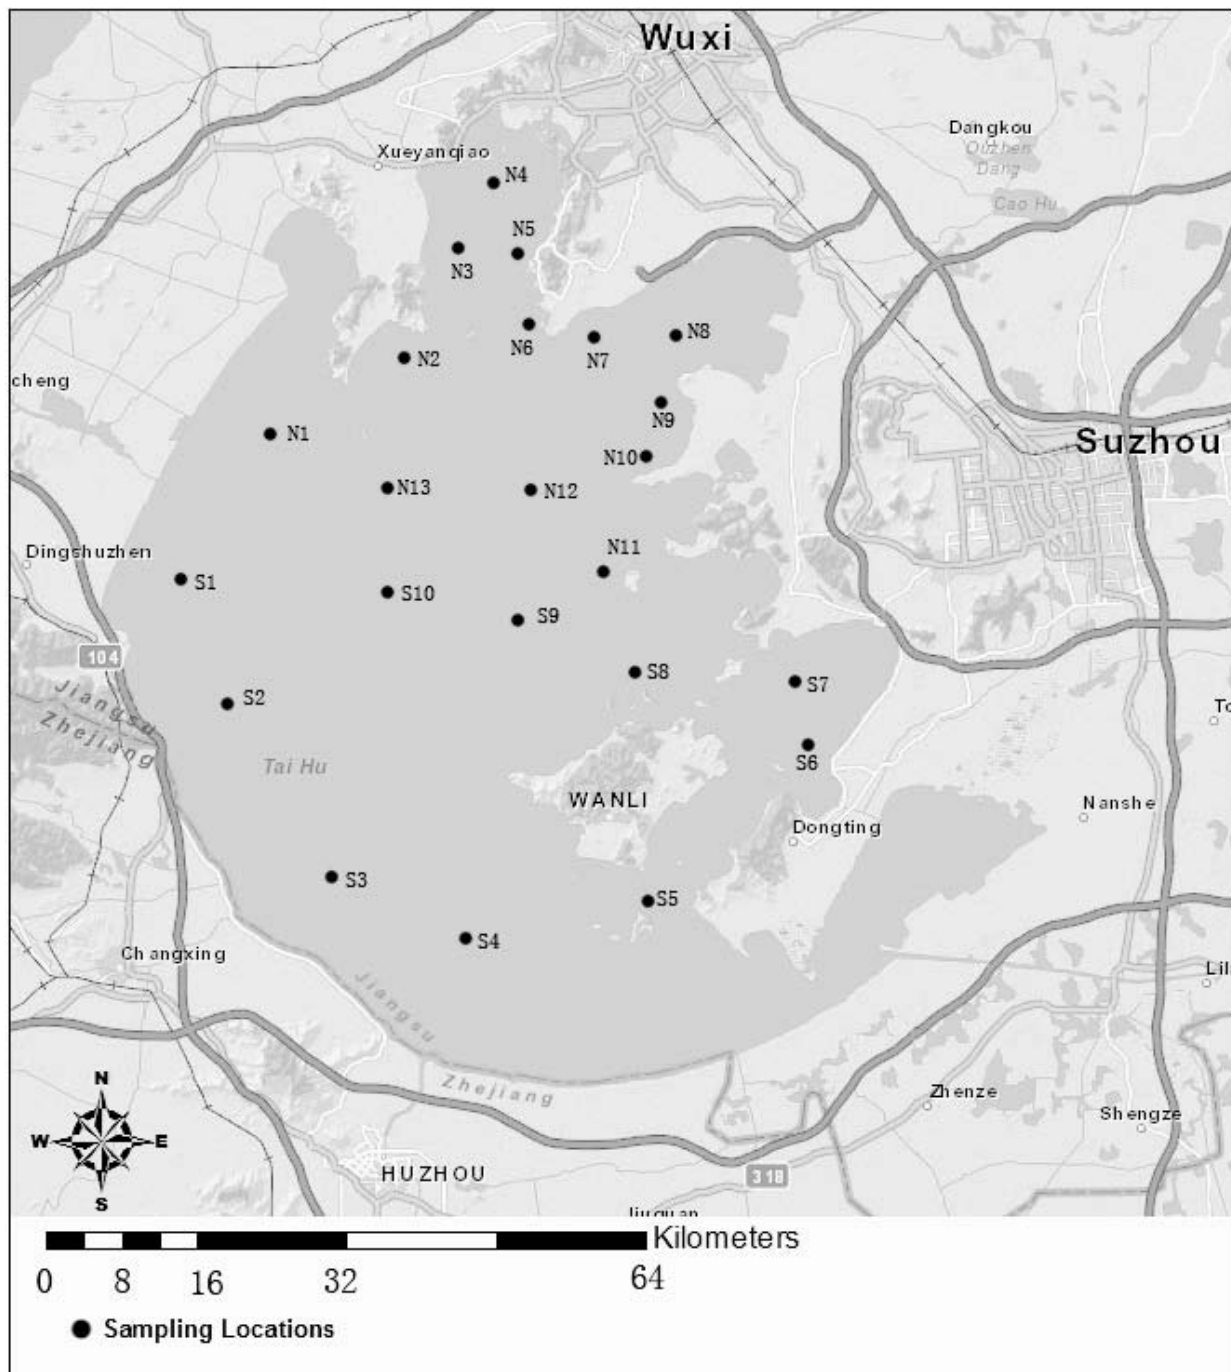 Wuxi
Dangkou
Ouzhen
Dang
Xueyanqiao
N4
Cao Hu
N5
N3
N6
N7
N8
N2
cheng
N9
N1
Suzhou
N10
N13
N12
N11
Dingshuzhen
S1
S10
S9
104
S8
S7
Jiangsu
S2
To
Zhejiang
S6
Tai Hu
WANLI
Nanshe
Dongting
S3
S5
S4
Changxing
Lil
Jiangsu
Zhejiang
Zhenze
Shengze
N
W E
S
HUZHOU
318
Kilometers
0 8 16 32 64
Sampling Locations